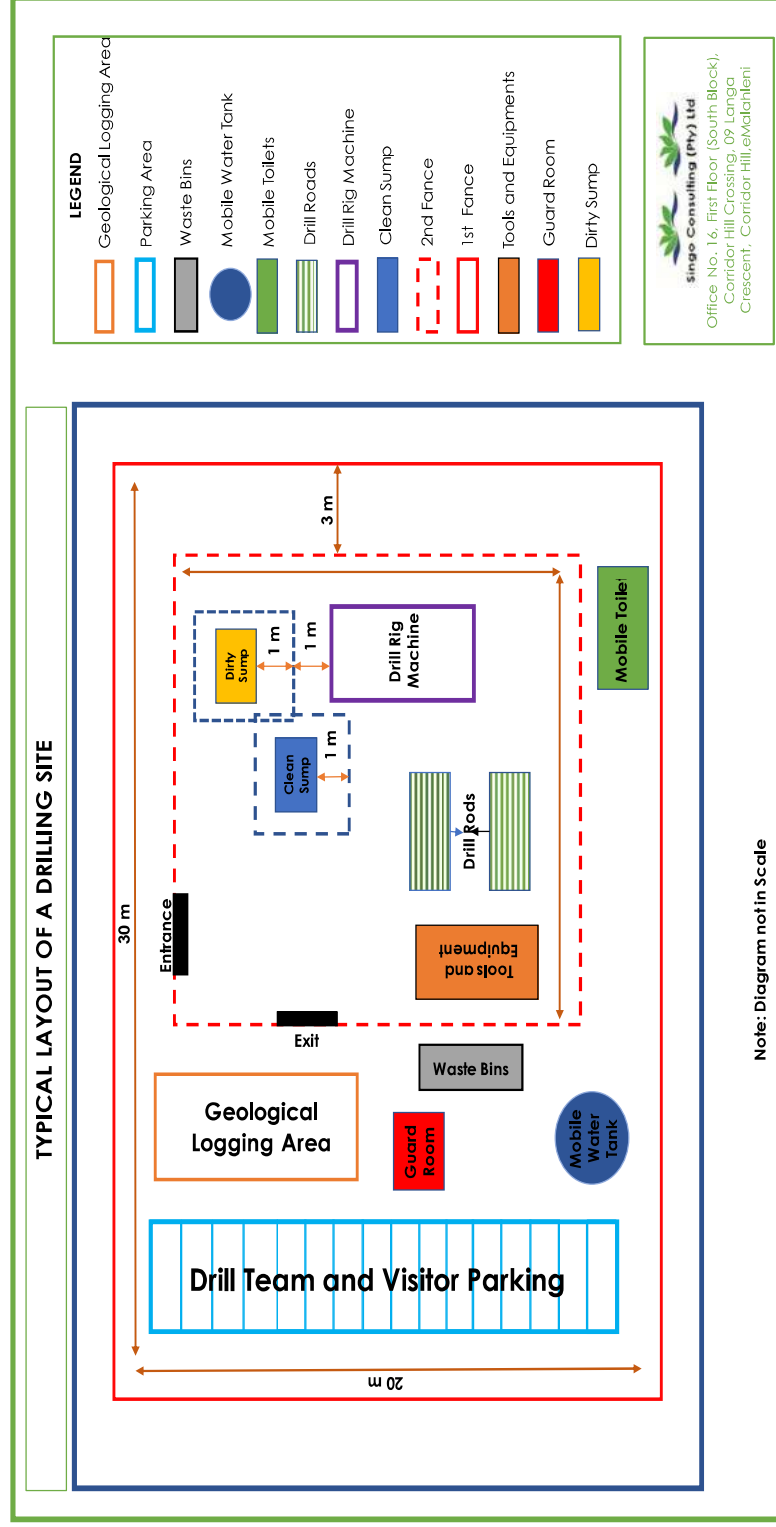 TYPICAL LAYOUT OF A DRILLING SITE
30 m
20 m
3 m
Entrance
Exit
Dirty
Sump
1 m
1 m
Clean
Sump
1 m
Drill Rig
Machine
Drill Rods
Tools and
Equipment
Mobile Toilet
Waste Bins
Geological
Logging Area
Guard
Room
Mobile
Water
Tank
Drill Team and Visitor Parking
Note: Diagram not in Scale
LEGEND
Geological Logging Area
Parking Area
Waste Bins
Mobile Water Tank
Mobile Toilets
Drill Roads
Drill Rig Machine
Clean Sump
2nd Fance
1st Fance
Tools and Equipments
Guard Room
Dirty Sump
Singo Consulting (Pty) Ltd
Office No. 16, First Floor (South Block),
Corridor Hill Crossing, 09 Langa
Crescent, Corridor Hill,eMalahleni